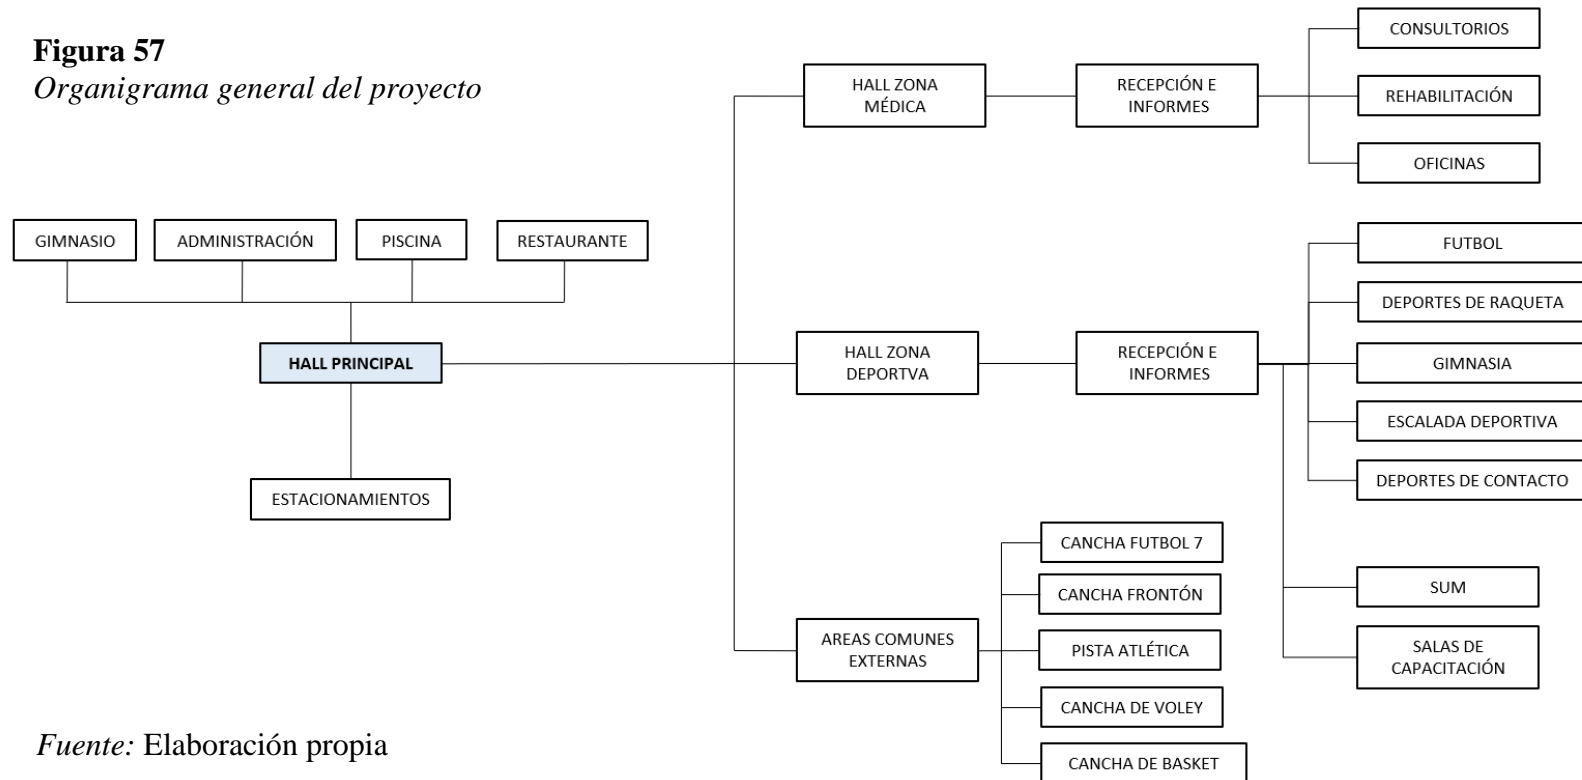 Figura 57
Organigrama general del proyecto
GIMNASIO
ADMINISTRACIÓN
PISCINA
RESTAURANTE
HALL PRINCIPAL
ESTACIONAMIENTOS
HALL ZONA
MÉDICA
RECEPCIÓN E
INFORMES
CONSULTORIOS
REHABILITACIÓN
OFICINAS
HALL ZONA
DEPORTVA
RECEPCIÓN E
INFORMES
FUTBOL
DEPORTES DE RAQUETA
GIMNASIA
ESCALADA DEPORTIVA
DEPORTES DE CONTACTO
SUM
SALAS DE
CAPACITACIÓN
AREAS COMUNES
EXTERNAS
CANCHA FUTBOL 7
CANCHA FRONTÓN
PISTA ATLÉTICA
CANCHA DE VOLEY
CANCHA DE BASKET
Fuente: Elaboración propia